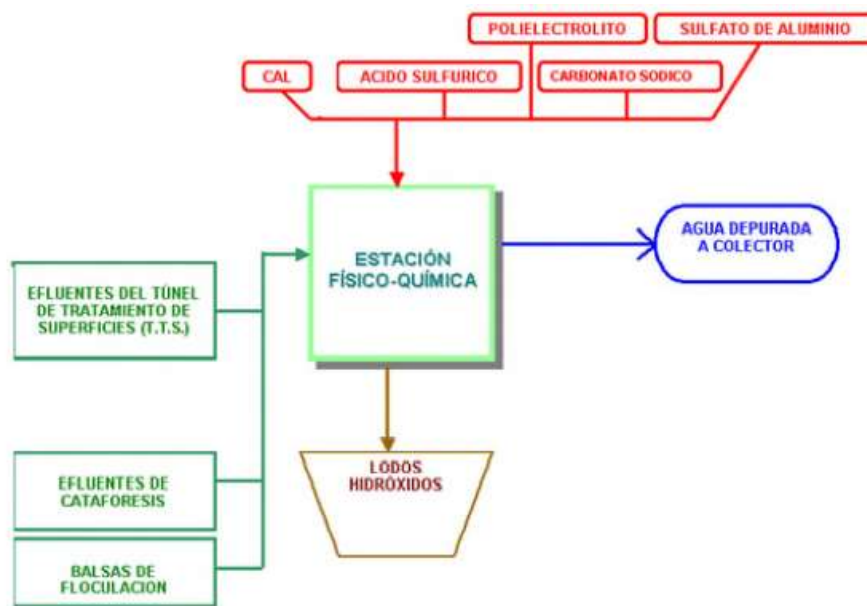 POLIELECTROLITO
SULFATO DE ALUMINIO
CAL
ACIDO SULFURICO
CARBONATO SODICO
ESTACIÓN
FÍSICO-QUÍMICA
AGUA DEPURADA
A COLECTOR
EFLUENTES DEL TÚNEL
DE TRATAMIENTO DE
SUPERFICIES (T.T.S.)
LODOS
HIDRÓXIDOS
EFLUENTES DE
CATAFORESIS
BALSAS DE
FLOCULACION